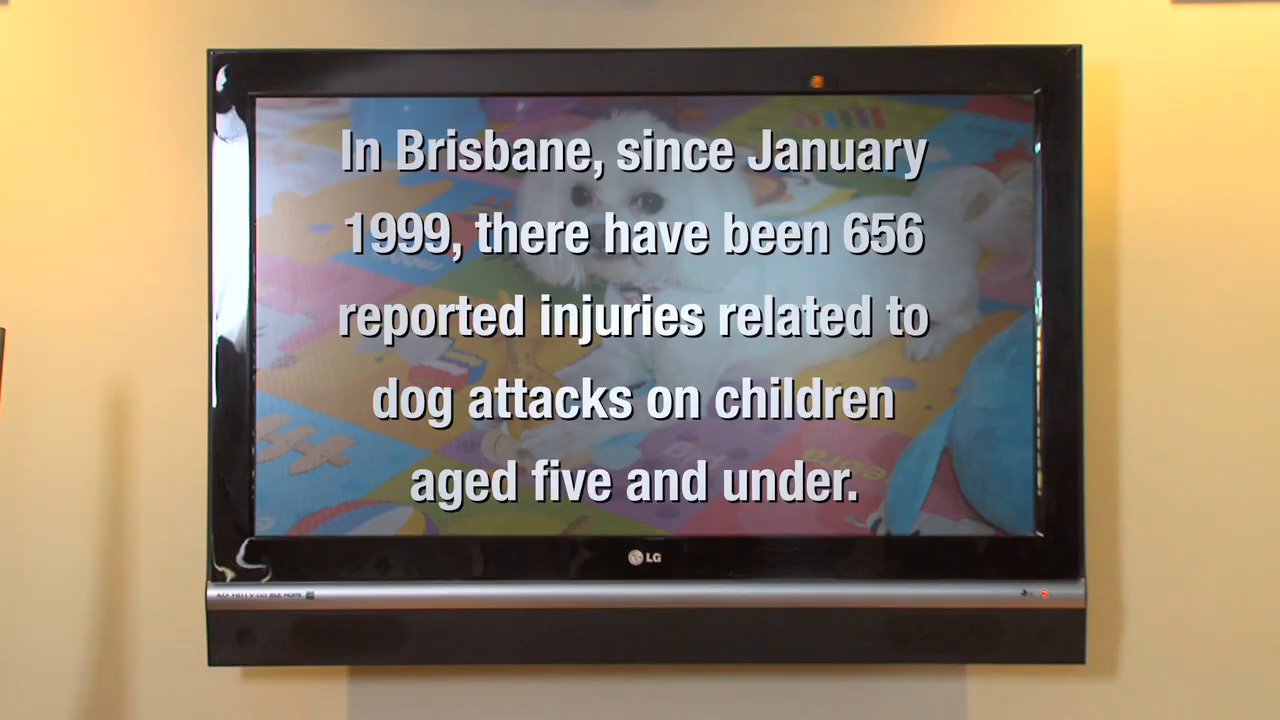 In Brisbane, since January
1999, there have been 656
reported injuries related to
dog attacks on children
aged five and under.
LG